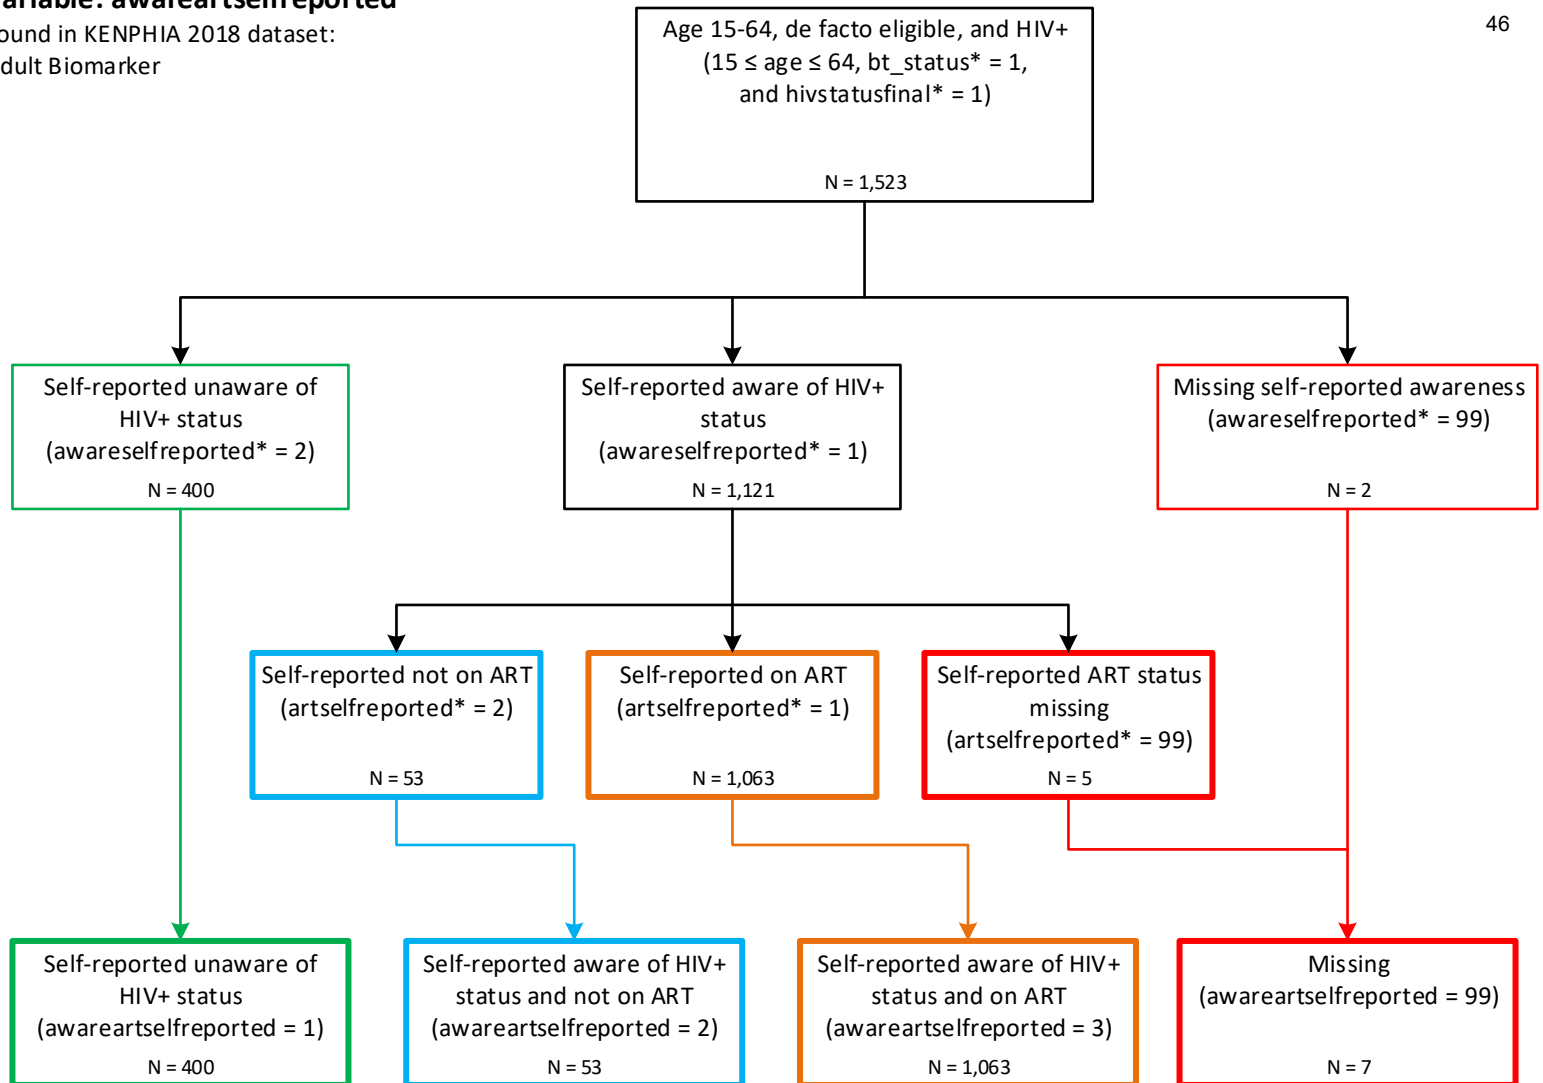 ariable: awareartselfreported
ound in KENPHIA 2018 dataset:
dult Biomarker
46
Age 15-64, de facto eligible, and HIV+
(15 ≤ age ≤ 64, bt_status* = 1,
and hivstatusfinal* = 1)
N = 1,523
Self-reported unaware of
HIV+ status
(awareselfreported* = 2)
N = 400
Self-reported aware of HIV+
status
(awareselfreported* = 1)
N = 1,121
Missing self-reported awareness
(awareselfreported* = 99)
N = 2
Self-reported not on ART
(artselfreported* = 2)
N = 53
Self-reported on ART
(artselfreported* = 1)
N = 1,063
Self-reported ART status
missing
(artselfreported* = 99)
N = 5
Self-reported unaware of
HIV+ status
(awareartselfreported = 1)
N = 400
Self-reported aware of HIV+
status and not on ART
(awareartselfreported = 2)
N = 53
Self-reported aware of HIV+
status and on ART
(awareartselfreported = 3)
N = 1,063
Missing
(awareartselfreported = 99)
N = 7